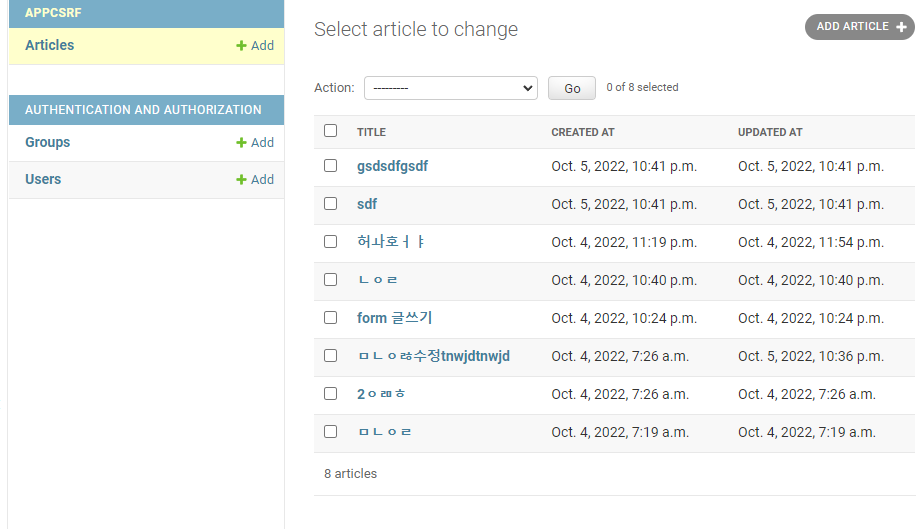 APPCSRF
Articles
+ Add
AUTHENTICATION AND AUTHORIZATION
Groups
+ Add
Users
+ Add
Select article to change
ADD ARTICLE +
Action: --------- Go 0 of 8 selected
TITLE CREATED AT UPDATED AT
gsdsdfgsdf Oct. 5, 2022, 10:41 p.m. Oct. 5, 2022, 10:41 p.m.
sdf Oct. 5, 2022, 10:41 p.m. Oct. 5, 2022, 10:41 p.m.
허사호ㅓㅑ Oct. 4, 2022, 11:19 p.m. Oct. 4, 2022, 11:54 p.m.
ㄴㅇㄹ Oct. 4, 2022, 10:40 p.m. Oct. 4, 2022, 10:40 p.m.
form 글쓰기 Oct. 4, 2022, 10:24 p.m. Oct. 4, 2022, 10:24 p.m.
ㅁㄴㅇㄶ수정tnwjdtnwjd Oct. 4, 2022, 7:26 a.m. Oct. 5, 2022, 10:36 p.m.
2ㅇㄻㅎ Oct. 4, 2022, 7:26 a.m. Oct. 4, 2022, 7:26 a.m.
ㅁㄴㅇㄹ Oct. 4, 2022, 7:19 a.m. Oct. 4, 2022, 7:19 a.m.
8 articles